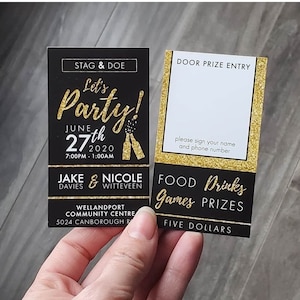 STAG & DOE
Let's
Party!
JUNE
27th
2020
7:00PM - 1:00AM
JAKE & NICOLE
DAVIES WITTEVEEN
WELLANDPORT
COMMUNITY CENTRE
5024 CANBOROUGH RD
DOOR PRIZE ENTRY
please sign your name
and phone number
FOOD Drinks
Games PRIZES
FIVE DOLLARS